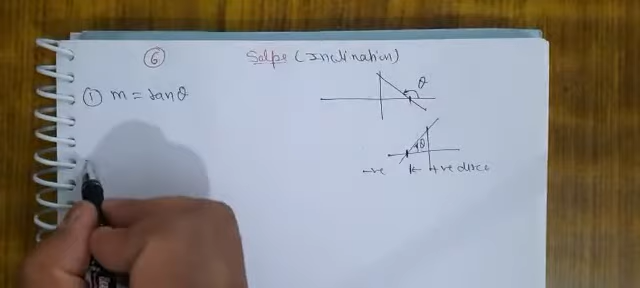 6
Salpe (Inclination)
① m = tanθ
θ
θ
-ve +ve direc